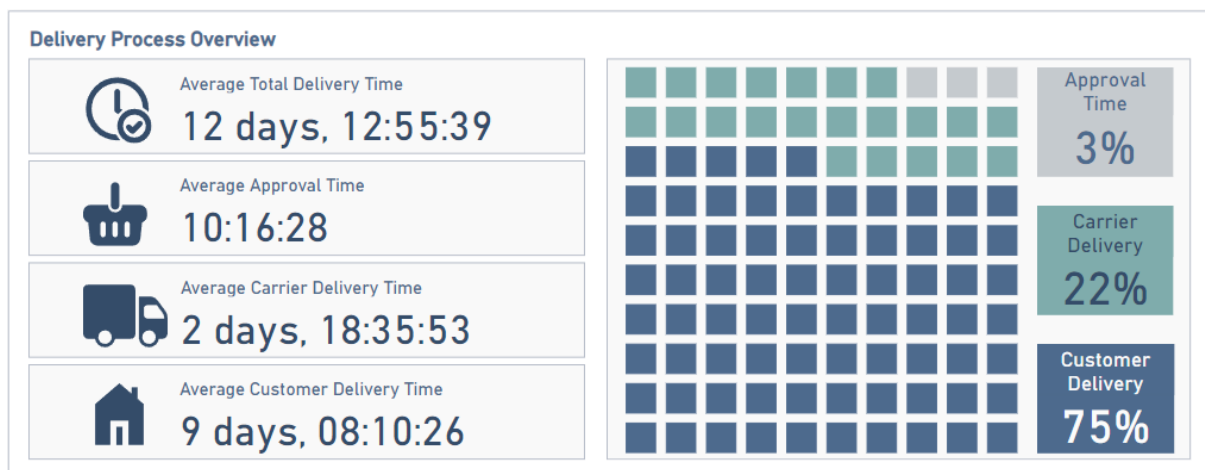 Delivery Process Overview
Average Total Delivery Time
12 days, 12:55:39
Average Approval Time
10:16:28
Average Carrier Delivery Time
2 days, 18:35:53
Average Customer Delivery Time
9 days, 08:10:26
Approval
Time
3%
Carrier
Delivery
22%
Customer
Delivery
75%